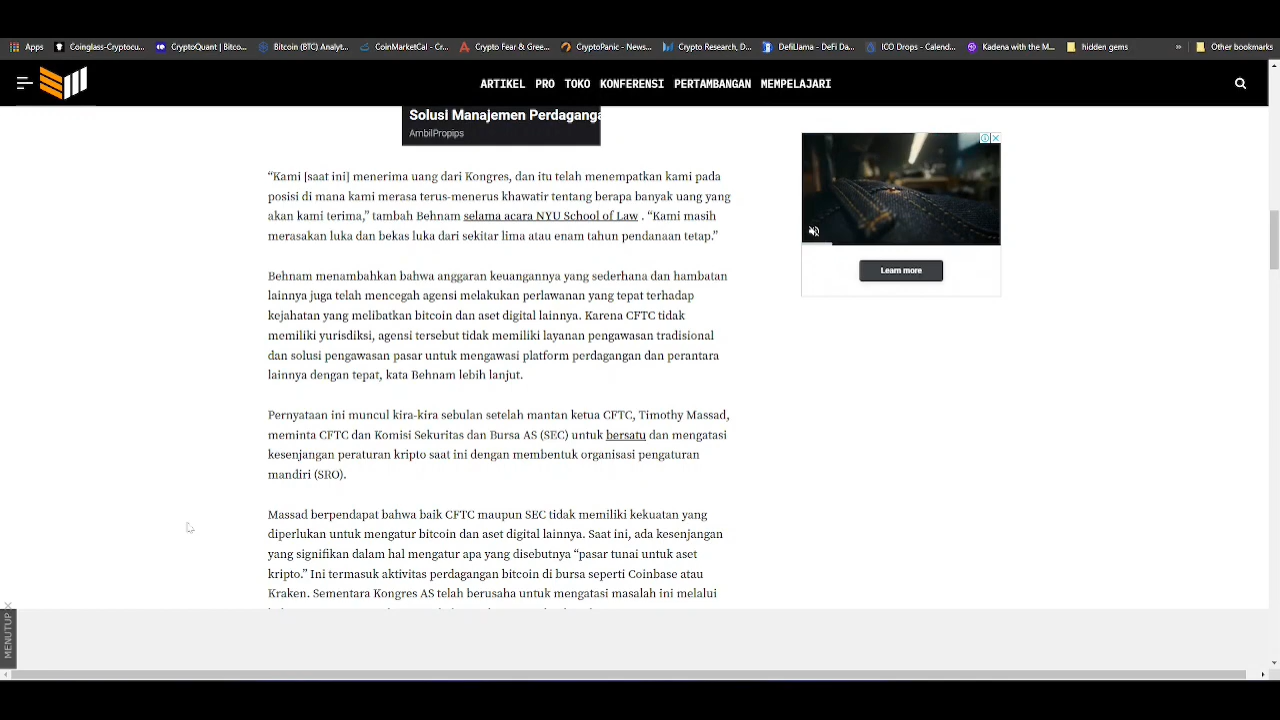 Apps Coinglass-Cryptocu... CryptoQuant | Bitco... Bitcoin (BTC) Analyt... CoinMarketCal - Cr... Crypto Fear & Gree... CryptoPanic - News... Crypto Research, D... DefiLlama - DeFi Da... ICO Drops - Calend... Kadena with the M... hidden gems » Other bookmarks
ARTIKEL PRO TOKO KONFERENSI PERTAMBANGAN MEMPELAJARI
Solusi Manajemen Perdaganga
AmbilPropips
“Kami [saat ini] menerima uang dari Kongres, dan itu telah menempatkan kami pada
posisi di mana kami merasa terus-menerus khawatir tentang berapa banyak uang yang
akan kami terima,” tambah Behnam selama acara NYU School of Law . “Kami masih
merasakan luka dan bekas luka dari sekitar lima atau enam tahun pendanaan tetap.”
Behnam menambahkan bahwa anggaran keuangannya yang sederhana dan hambatan
lainnya juga telah mencegah agensi melakukan perlawanan yang tepat terhadap
kejahatan yang melibatkan bitcoin dan aset digital lainnya. Karena CFTC tidak
memiliki yurisdiksi, agensi tersebut tidak memiliki layanan pengawasan tradisional
dan solusi pengawasan pasar untuk mengawasi platform perdagangan dan perantara
lainnya dengan tepat, kata Behnam lebih lanjut.
Pernyataan ini muncul kira-kira sebulan setelah mantan ketua CFTC, Timothy Massad,
meminta CFTC dan Komisi Sekuritas dan Bursa AS (SEC) untuk bersatu dan mengatasi
kesenjangan peraturan kripto saat ini dengan membentuk organisasi pengaturan
mandiri (SRO).
Massad berpendapat bahwa baik CFTC maupun SEC tidak memiliki kekuatan yang
diperlukan untuk mengatur bitcoin dan aset digital lainnya. Saat ini, ada kesenjangan
yang signifikan dalam hal mengatur apa yang disebutnya “pasar tunai untuk aset
kripto.” Ini termasuk aktivitas perdagangan bitcoin di bursa seperti Coinbase atau
Kraken. Sementara Kongres AS telah berusaha untuk mengatasi masalah ini melalui
Learn more
MENUTUP